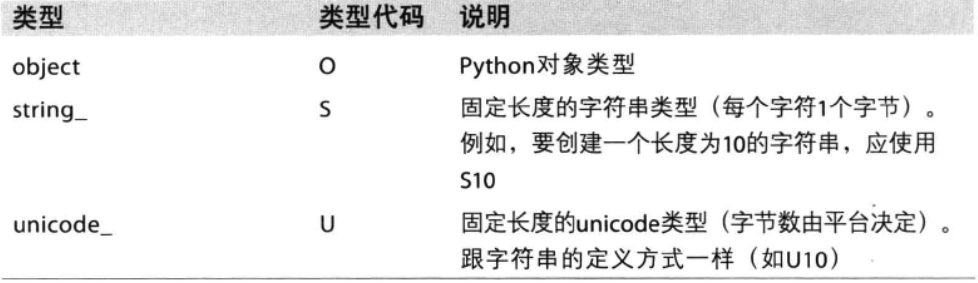 类型 类型代码 说明
object O Python对象类型
string_ S 固定长度的字符串类型（每个字符1个字节）。
例如，要创建一个长度为10的字符串，应使用
S10
unicode_ U 固定长度的unicode类型（字节数由平台决定）。
跟字符串的定义方式一样（如U10）